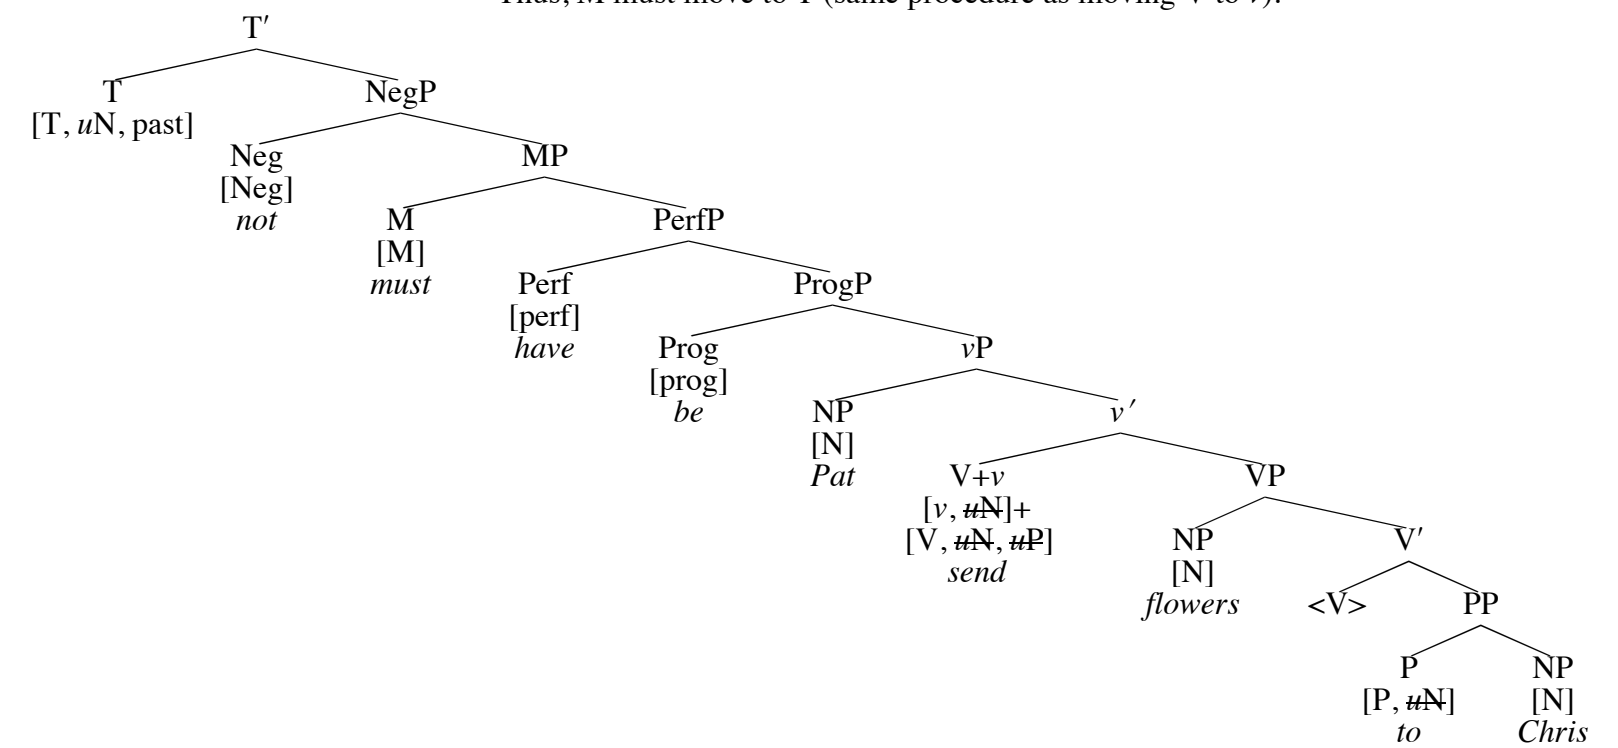 Thus, M must move to T (same procedure as moving V to v).
T′
T NegP
[T, uN, past]
Neg MP
[Neg]
not M PerfP
[M]
must Perf ProgP
[perf]
have Prog vP
[prog]
be NP v′
[N]
Pat V+v VP
[v, uN]+
[V, uN, uP] NP V′
send [N]
flowers <V> PP
P NP
[P, uN] [N]
to Chris